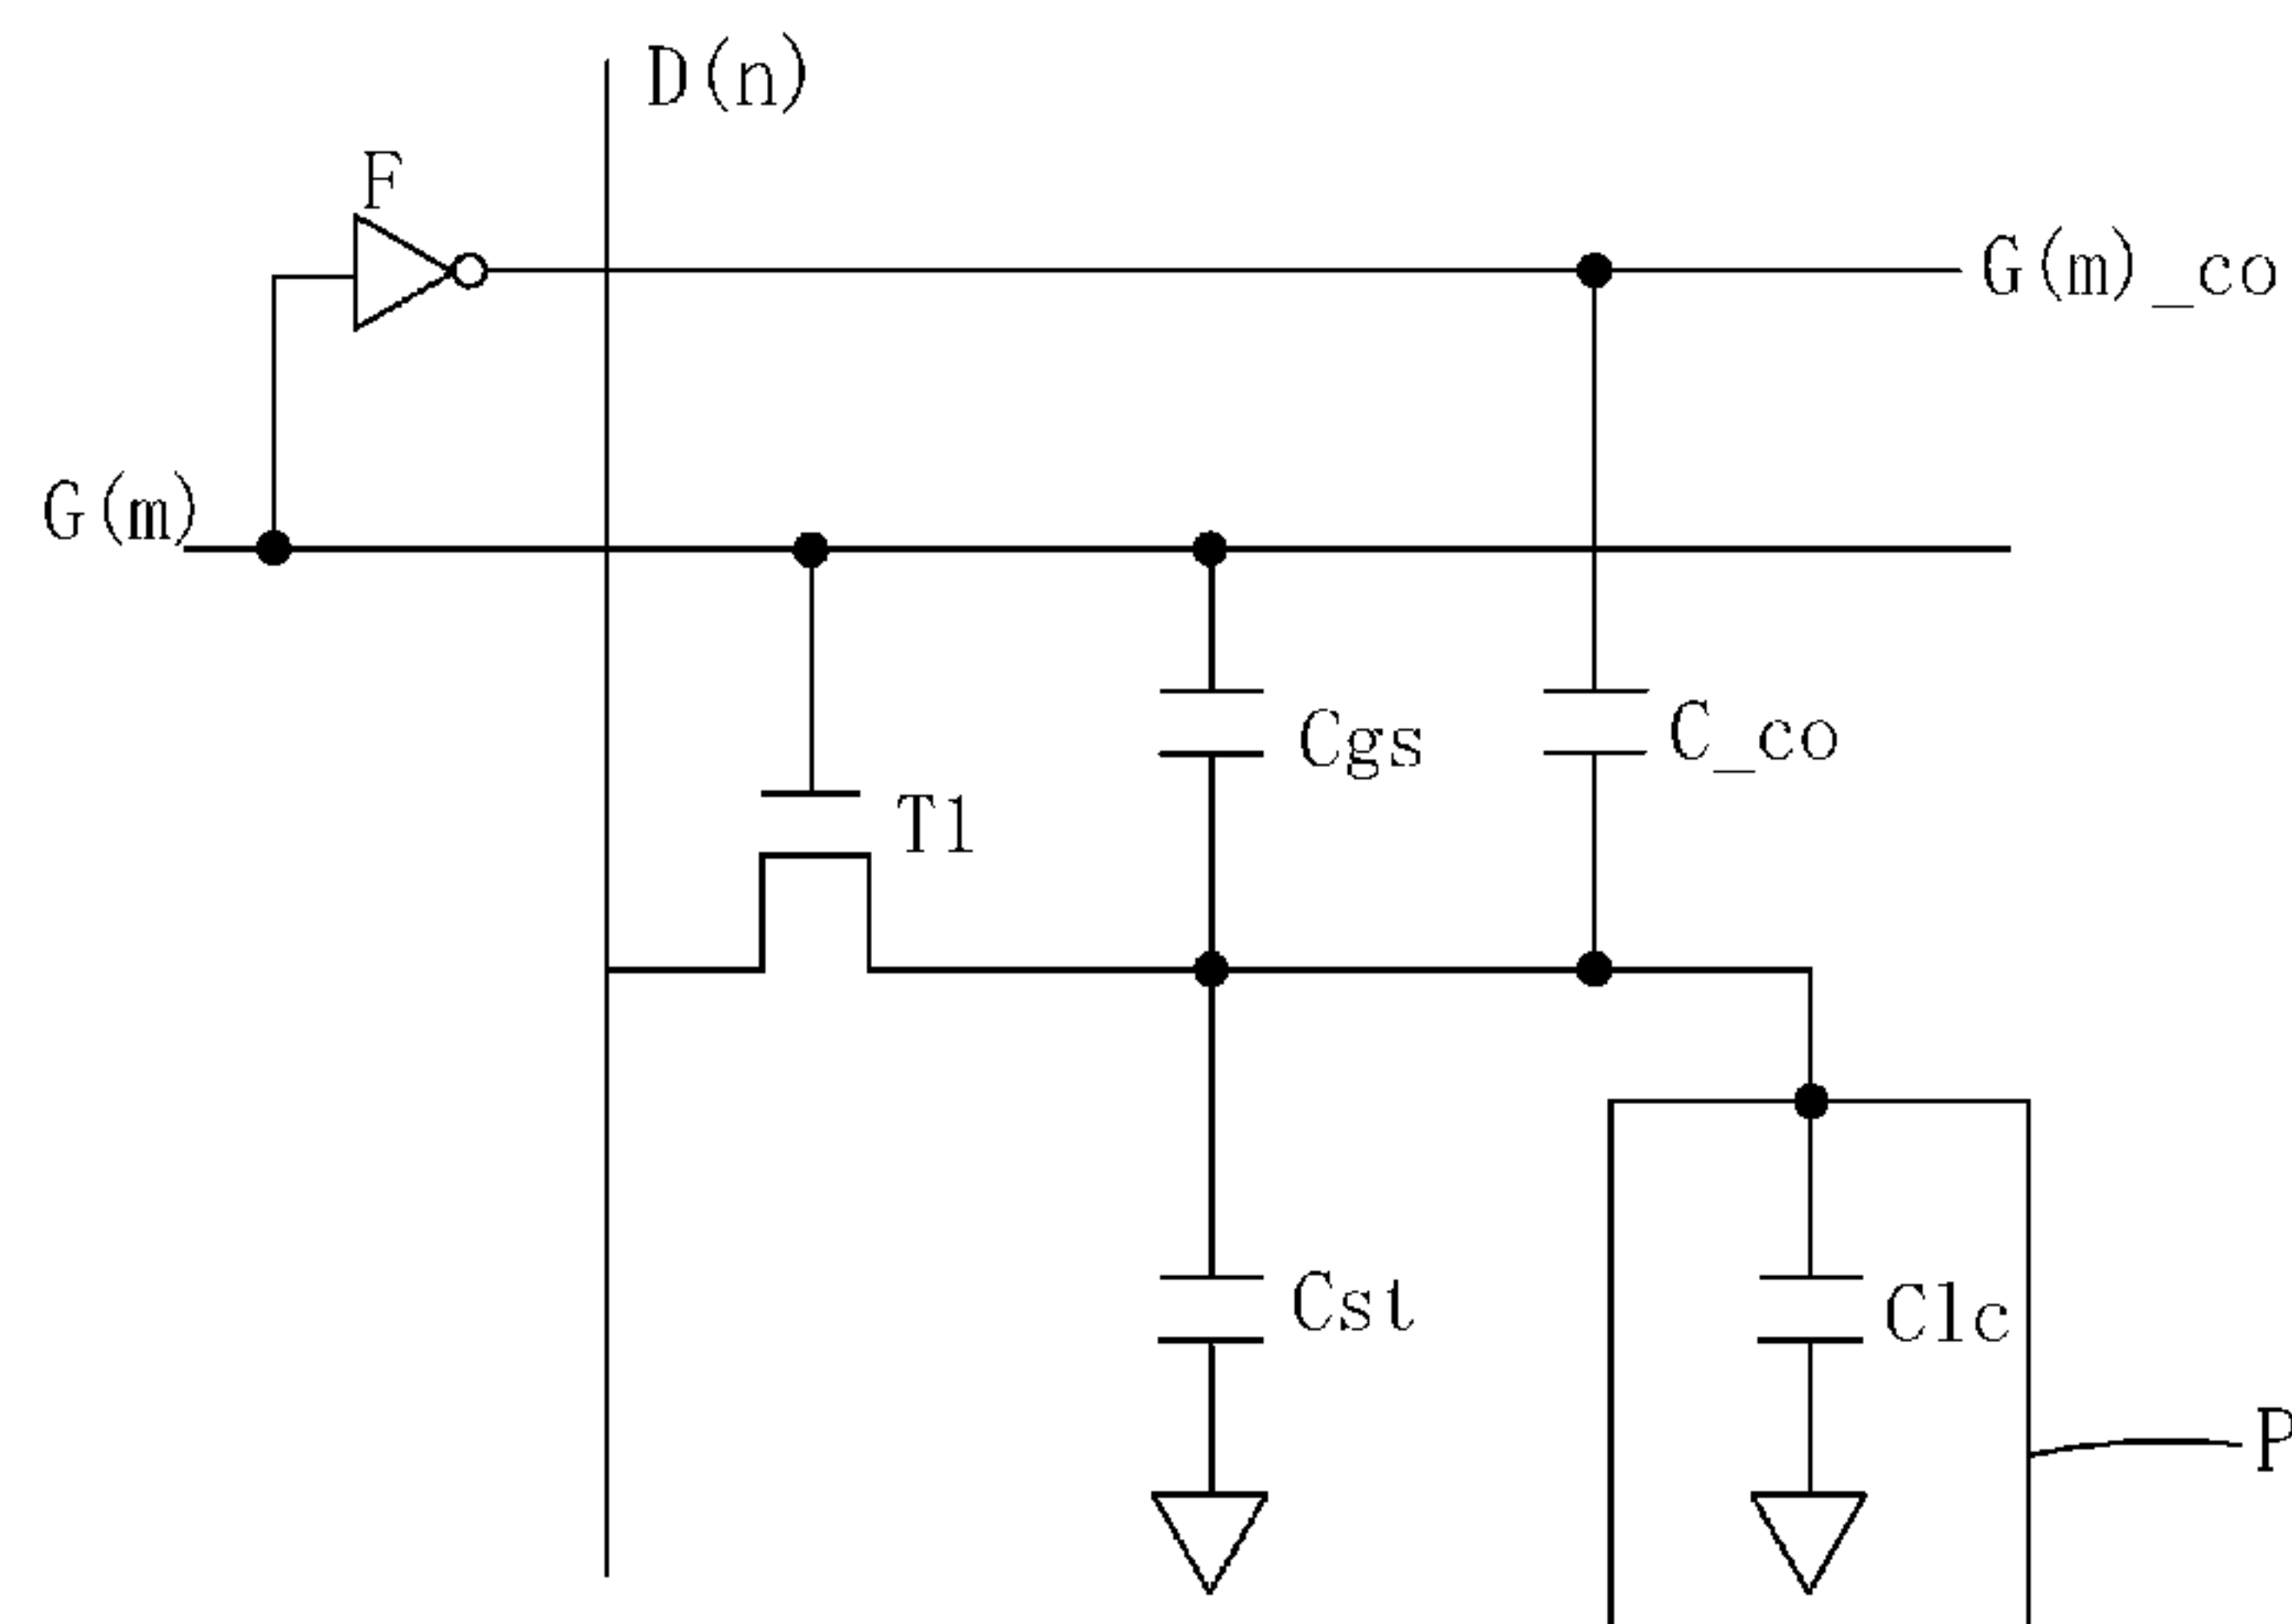 D(n)
F
G(m)_co
G(m)
Cgs
C_co
T1
Cst
Clc
P